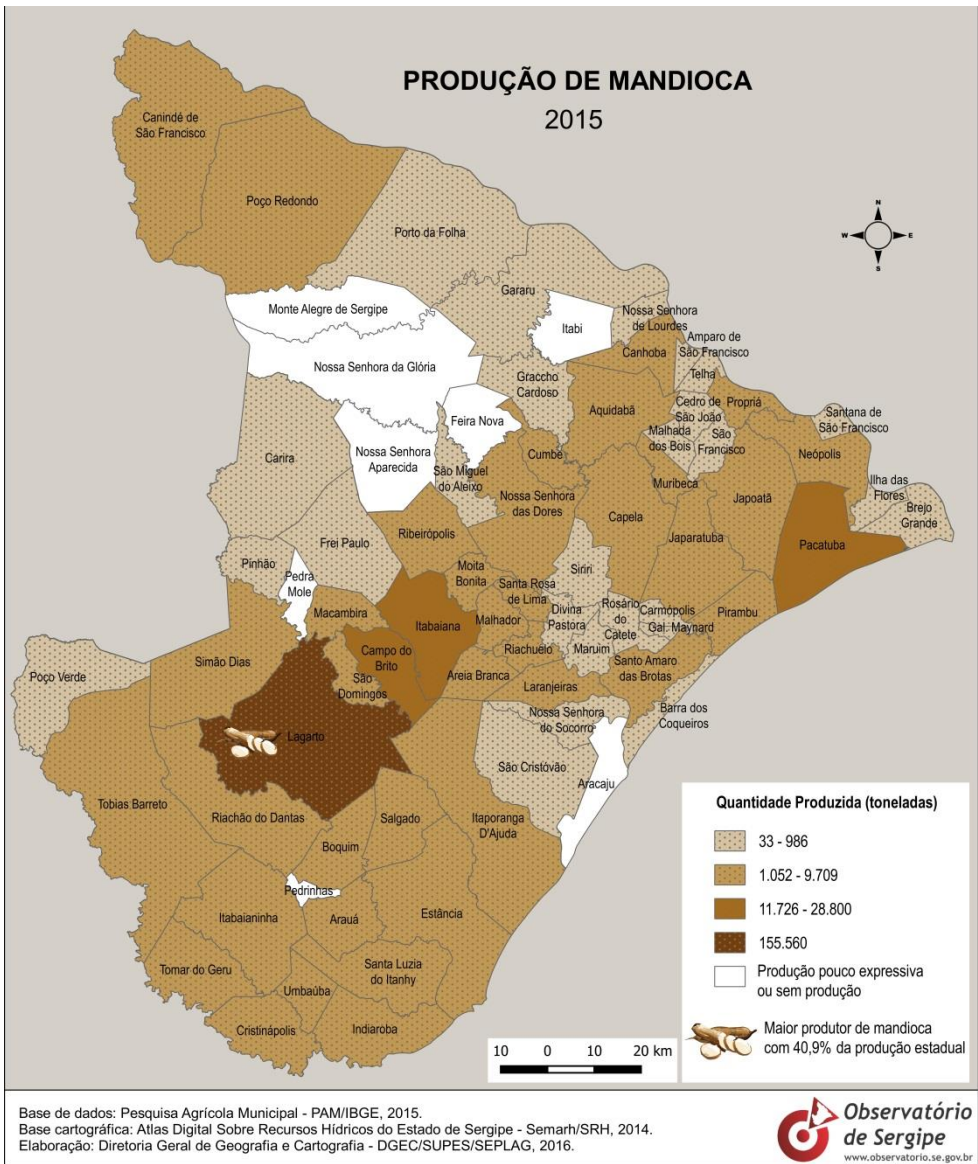 PRODUÇÃO DE MANDIOCA
2015
Canindé de
São Francisco
Poço Redondo
Porto da Folha
N
W
E
S
Gararu
Monte Alegre de Sergipe
Itabi
Nossa Senhora
de Lourdes
Nossa Senhora da Glória
Canhoba
Amparo de
São Francisco
Telha
Graccho
Cardoso
Feira Nova
Aquidabã
Cedro de
São João
Propriá
Santana de
São Francisco
Malhada
dos Bois
São
Francisco
Neópolis
Carira
Nossa Senhora
Aparecida
São Miguel
do Aleixo
Cumbe
Muribeca
Ilha das
Flores
Brejo
Grande
Nossa Senhora
das Dores
Japoatã
Capela
Ribeirópolis
Japaratuba
Pacatuba
Frei Paulo
Pinhão
Pedra
Mole
Moita
Bonita
Siriri
Santa Rosa
de Lima
Macambira
Itabaiana
Malhador
Divina
Pastora
Rosário
do
Catete
Carmópolis
Gal. Maynard
Pirambu
Riachuelo
Maruim
Simão Dias
Campo do
Brito
São
Domingos
Areia Branca
Santo Amaro
das Brotas
Laranjeiras
Poço Verde
Barra dos
Coqueiros
Nossa Senhora
do Socorro
Lagarto
São Cristóvão
Aracaju
Tobias Barreto
Riachão do Dantas
Salgado
Itaporanga
D'Ajuda
Boquim
Pedrinhas
Itabaianinha
Arauá
Estância
Tomar do Geru
Santa Luzia
do Itanhy
Umbaúba
Cristinápolis
Indiaroba
Quantidade Produzida (toneladas)
33 - 986
1.052 - 9.709
11.726 - 28.800
155.560
Produção pouco expressiva
ou sem produção
Maior produtor de mandioca
com 40,9% da produção estadual
10 0 10 20 km
Base de dados: Pesquisa Agrícola Municipal - PAM/IBGE, 2015.
Base cartográfica: Atlas Digital Sobre Recursos Hídricos do Estado de Sergipe - Semarh/SRH, 2014.
Elaboração: Diretoria Geral de Geografia e Cartografia - DGEC/SUPES/SEPLAG, 2016.
Observatório
de Sergipe
www.observatorio.se.gov.br